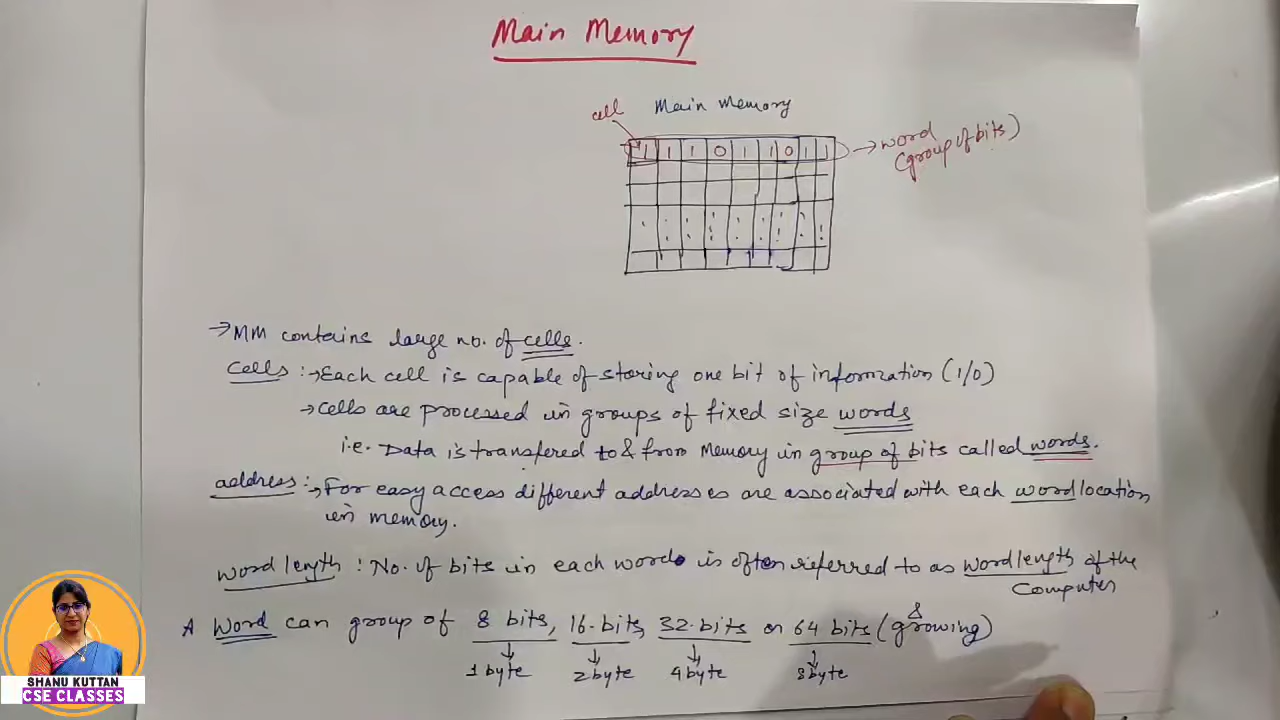 Main Memory
cell Main Memory
1 1 1 0 1 1 0 1 1 → word
(group of bits)
→ MM contains large no. of cells.
Cells :→ Each cell is capable of storing one bit of information (1/0)
→ cells are processed in groups of fixed size words
i.e. Data is transfered to & from Memory in group of bits called words.
address :→ For easy access different addresses are associated with each word location
in memory.
word length : No. of bits in each word is often referred to as word length of the
Computer
A Word can group of 8 bits, 16-bits, 32-bits or 64 bits (& growing)
1 byte 2 byte 4 byte 8 byte
SHANU KUTTAN
CSE CLASSES